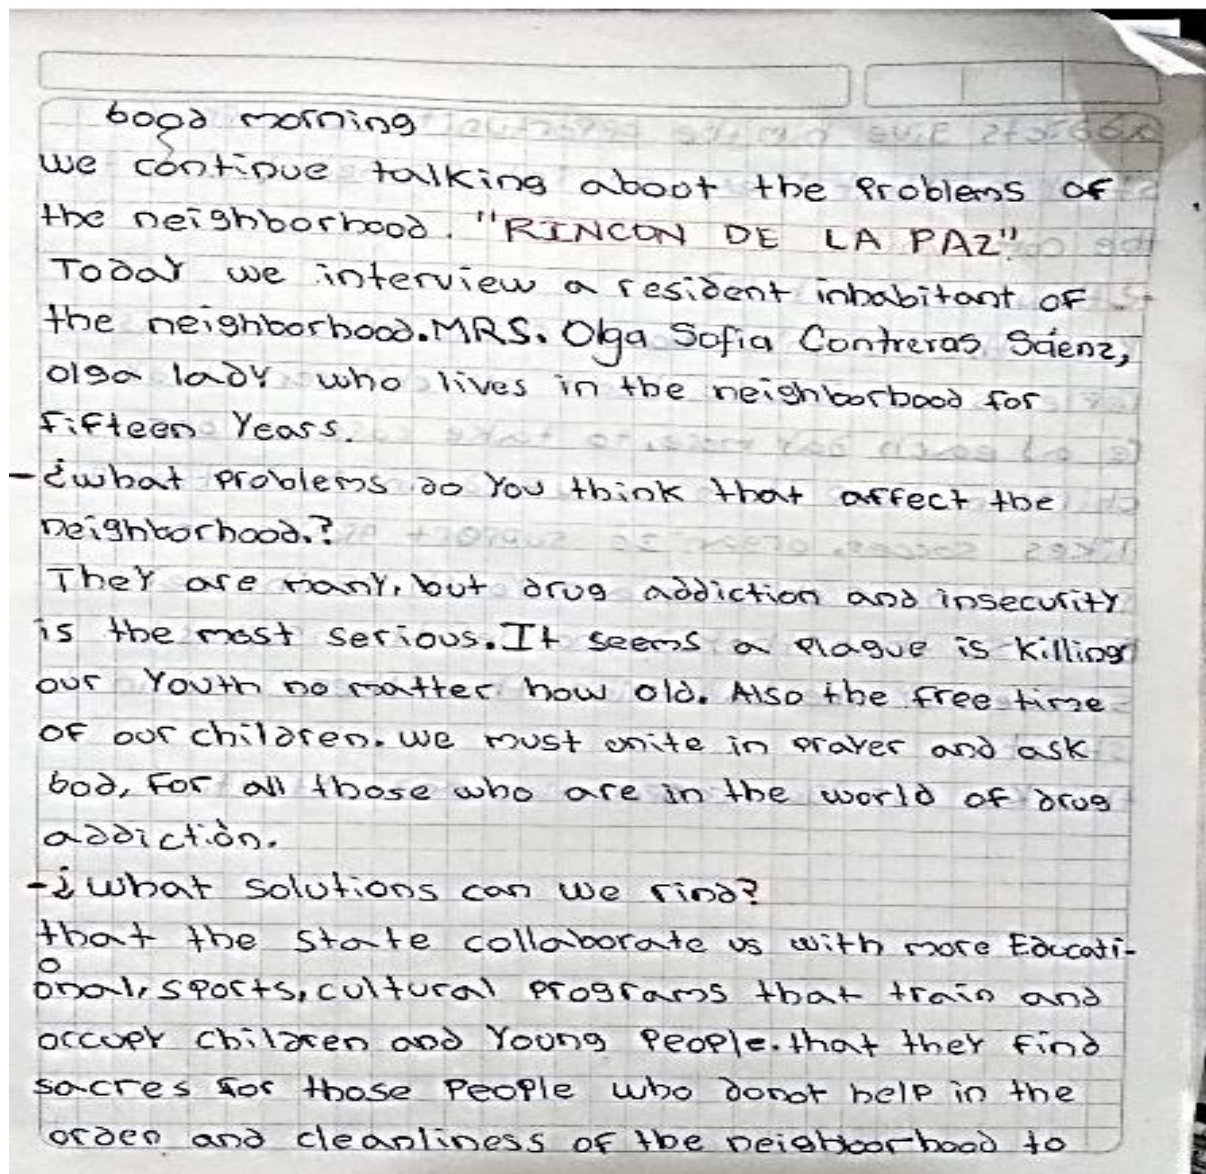 Good morning
we continue talking about the problems of
the neighborhood. "RINCON DE LA PAZ"
Today we interview a resident inhabitant of
the neighborhood. MRS. Olga Sofia Contreras Sáenz,
olga lady who lives in the neighborhood for
fifteen Years.
- ¿what problems do you think that affect the
neighborhood.?
They are many, but drug addiction and insecurity
is the most serious. It seems a plague is killing
our Youth no matter how old. Also the free time
of our children. we must unite in prayer and ask
God, For all those who are in the world of drug
addictión.
- ¿what solutions can we find?
that the state collaborate us with more Educati-
onal, sports, cultural programs that train and
occupy children and Young People. that they find
for those People who donot help in the
orden and cleanliness of the neighborhood to